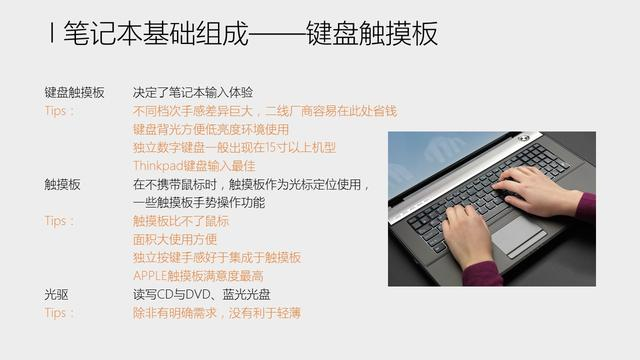 笔记本基础组成——键盘触摸板
键盘触摸板 决定了笔记本输入体验
Tips： 不同档次手感差异巨大，二线厂商容易在此处省钱
键盘背光方便低亮度环境使用
独立数字键盘一般出现在15寸以上机型
Thinkpad键盘输入最佳
触摸板 在不携带鼠标时，触摸板作为光标定位使用，
一些触摸板手势操作功能
Tips： 触摸板比不了鼠标
面积大使用方便
独立按键手感好于集成于触摸板
APPLE触摸板满意度最高
光驱 读写CD与DVD、蓝光光盘
Tips： 除非有明确需求，没有利于轻薄